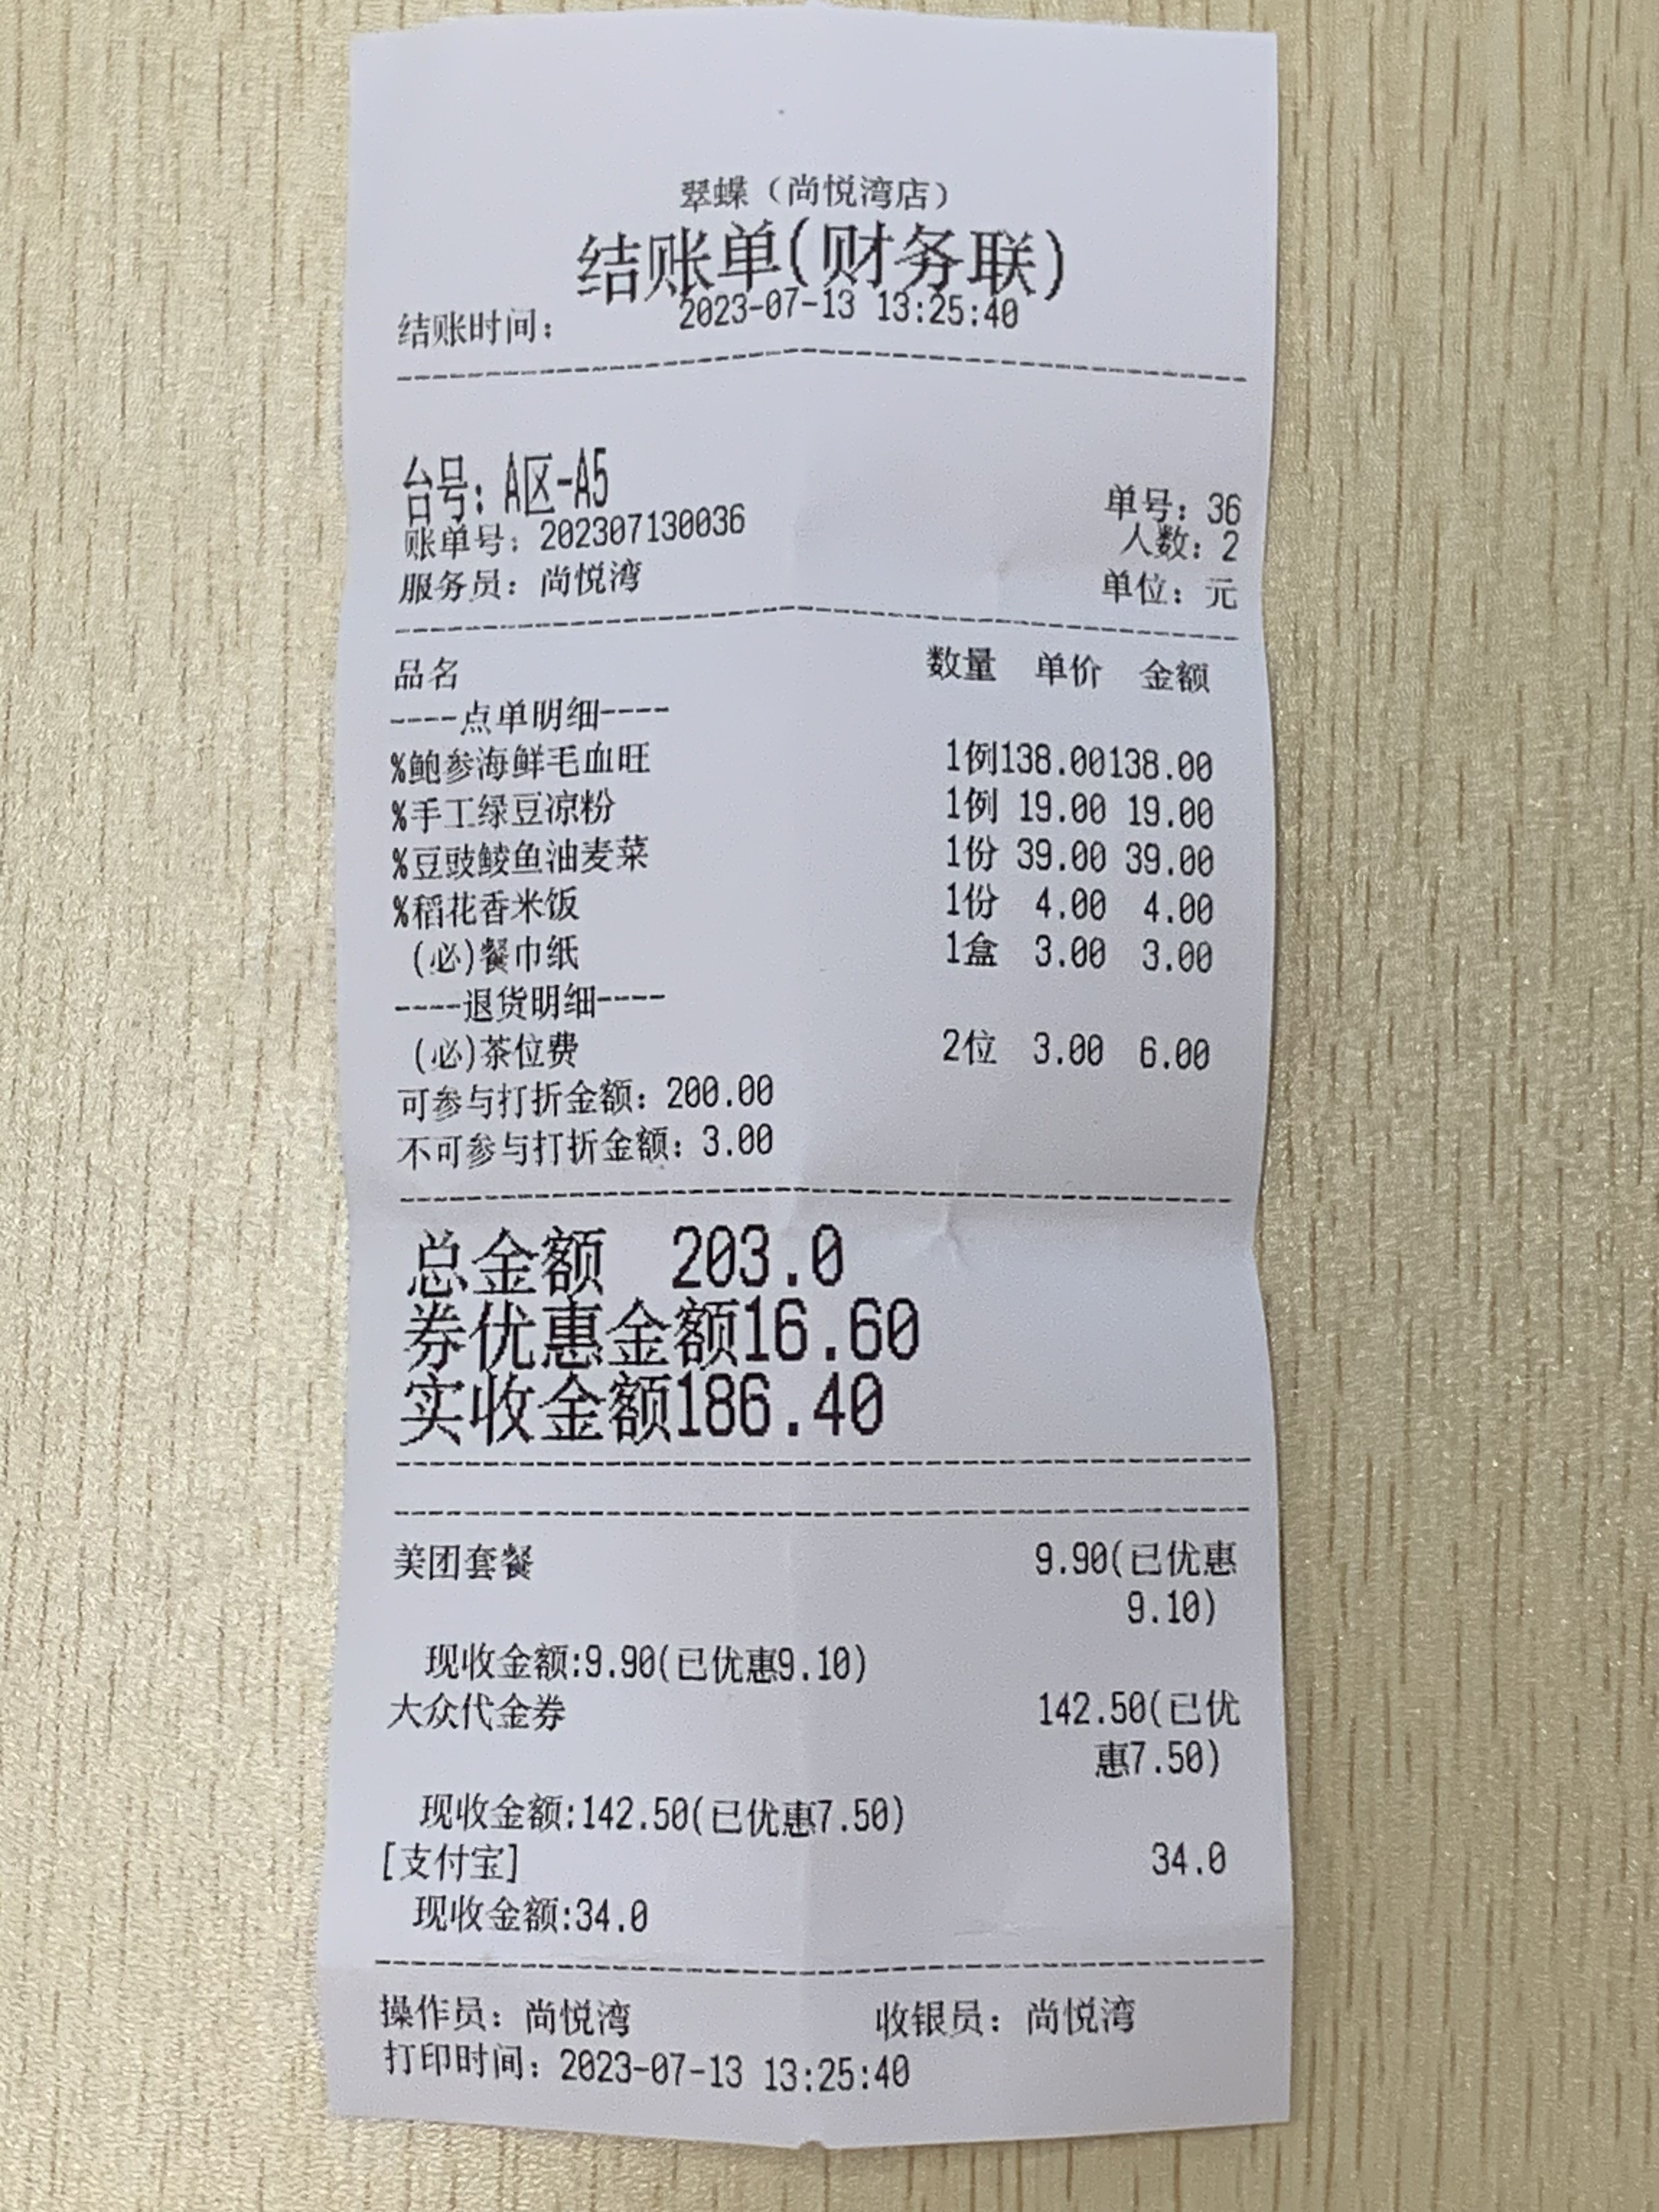 翠蝶（尚悦湾店）
结账单(财务联)
结账时间： 2023-07-13 13:25:40
台号：A区-A5
单号：36
账单号：202307130036
人数：2
服务员：尚悦湾 单位：元
品名 数量 单价 金额
----点单明细----
%鲍参海鲜毛血旺 1例138.00138.00
%手工绿豆凉粉 1例 19.00 19.00
%豆豉鲮鱼油麦菜 1份 39.00 39.00
%稻花香米饭 1份 4.00 4.00
(必)餐巾纸 1盒 3.00 3.00
----退货明细----
(必)茶位费 2位 3.00 6.00
可参与打折金额：200.00
不可参与打折金额：3.00
总金额 203.0
券优惠金额16.60
实收金额186.40
美团套餐 9.90(已优惠
9.10)
现收金额:9.90(已优惠9.10)
大众代金券 142.50(已优
惠7.50)
现收金额:142.50(已优惠7.50)
[支付宝] 34.0
现收金额:34.0
操作员：尚悦湾 收银员：尚悦湾
打印时间：2023-07-13 13:25:40